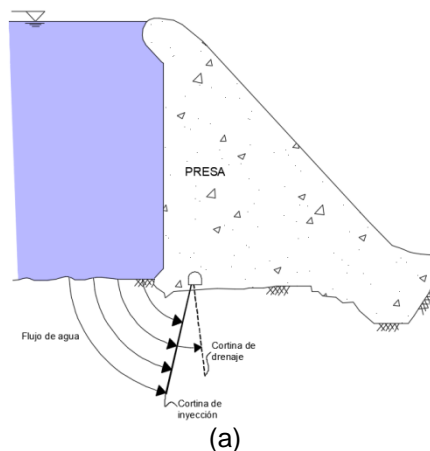 PRESA
Flujo de agua
Cortina de
drenaje
Cortina de
inyección
(a)